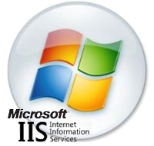 Microsoft
IIS Internet
Information
Services